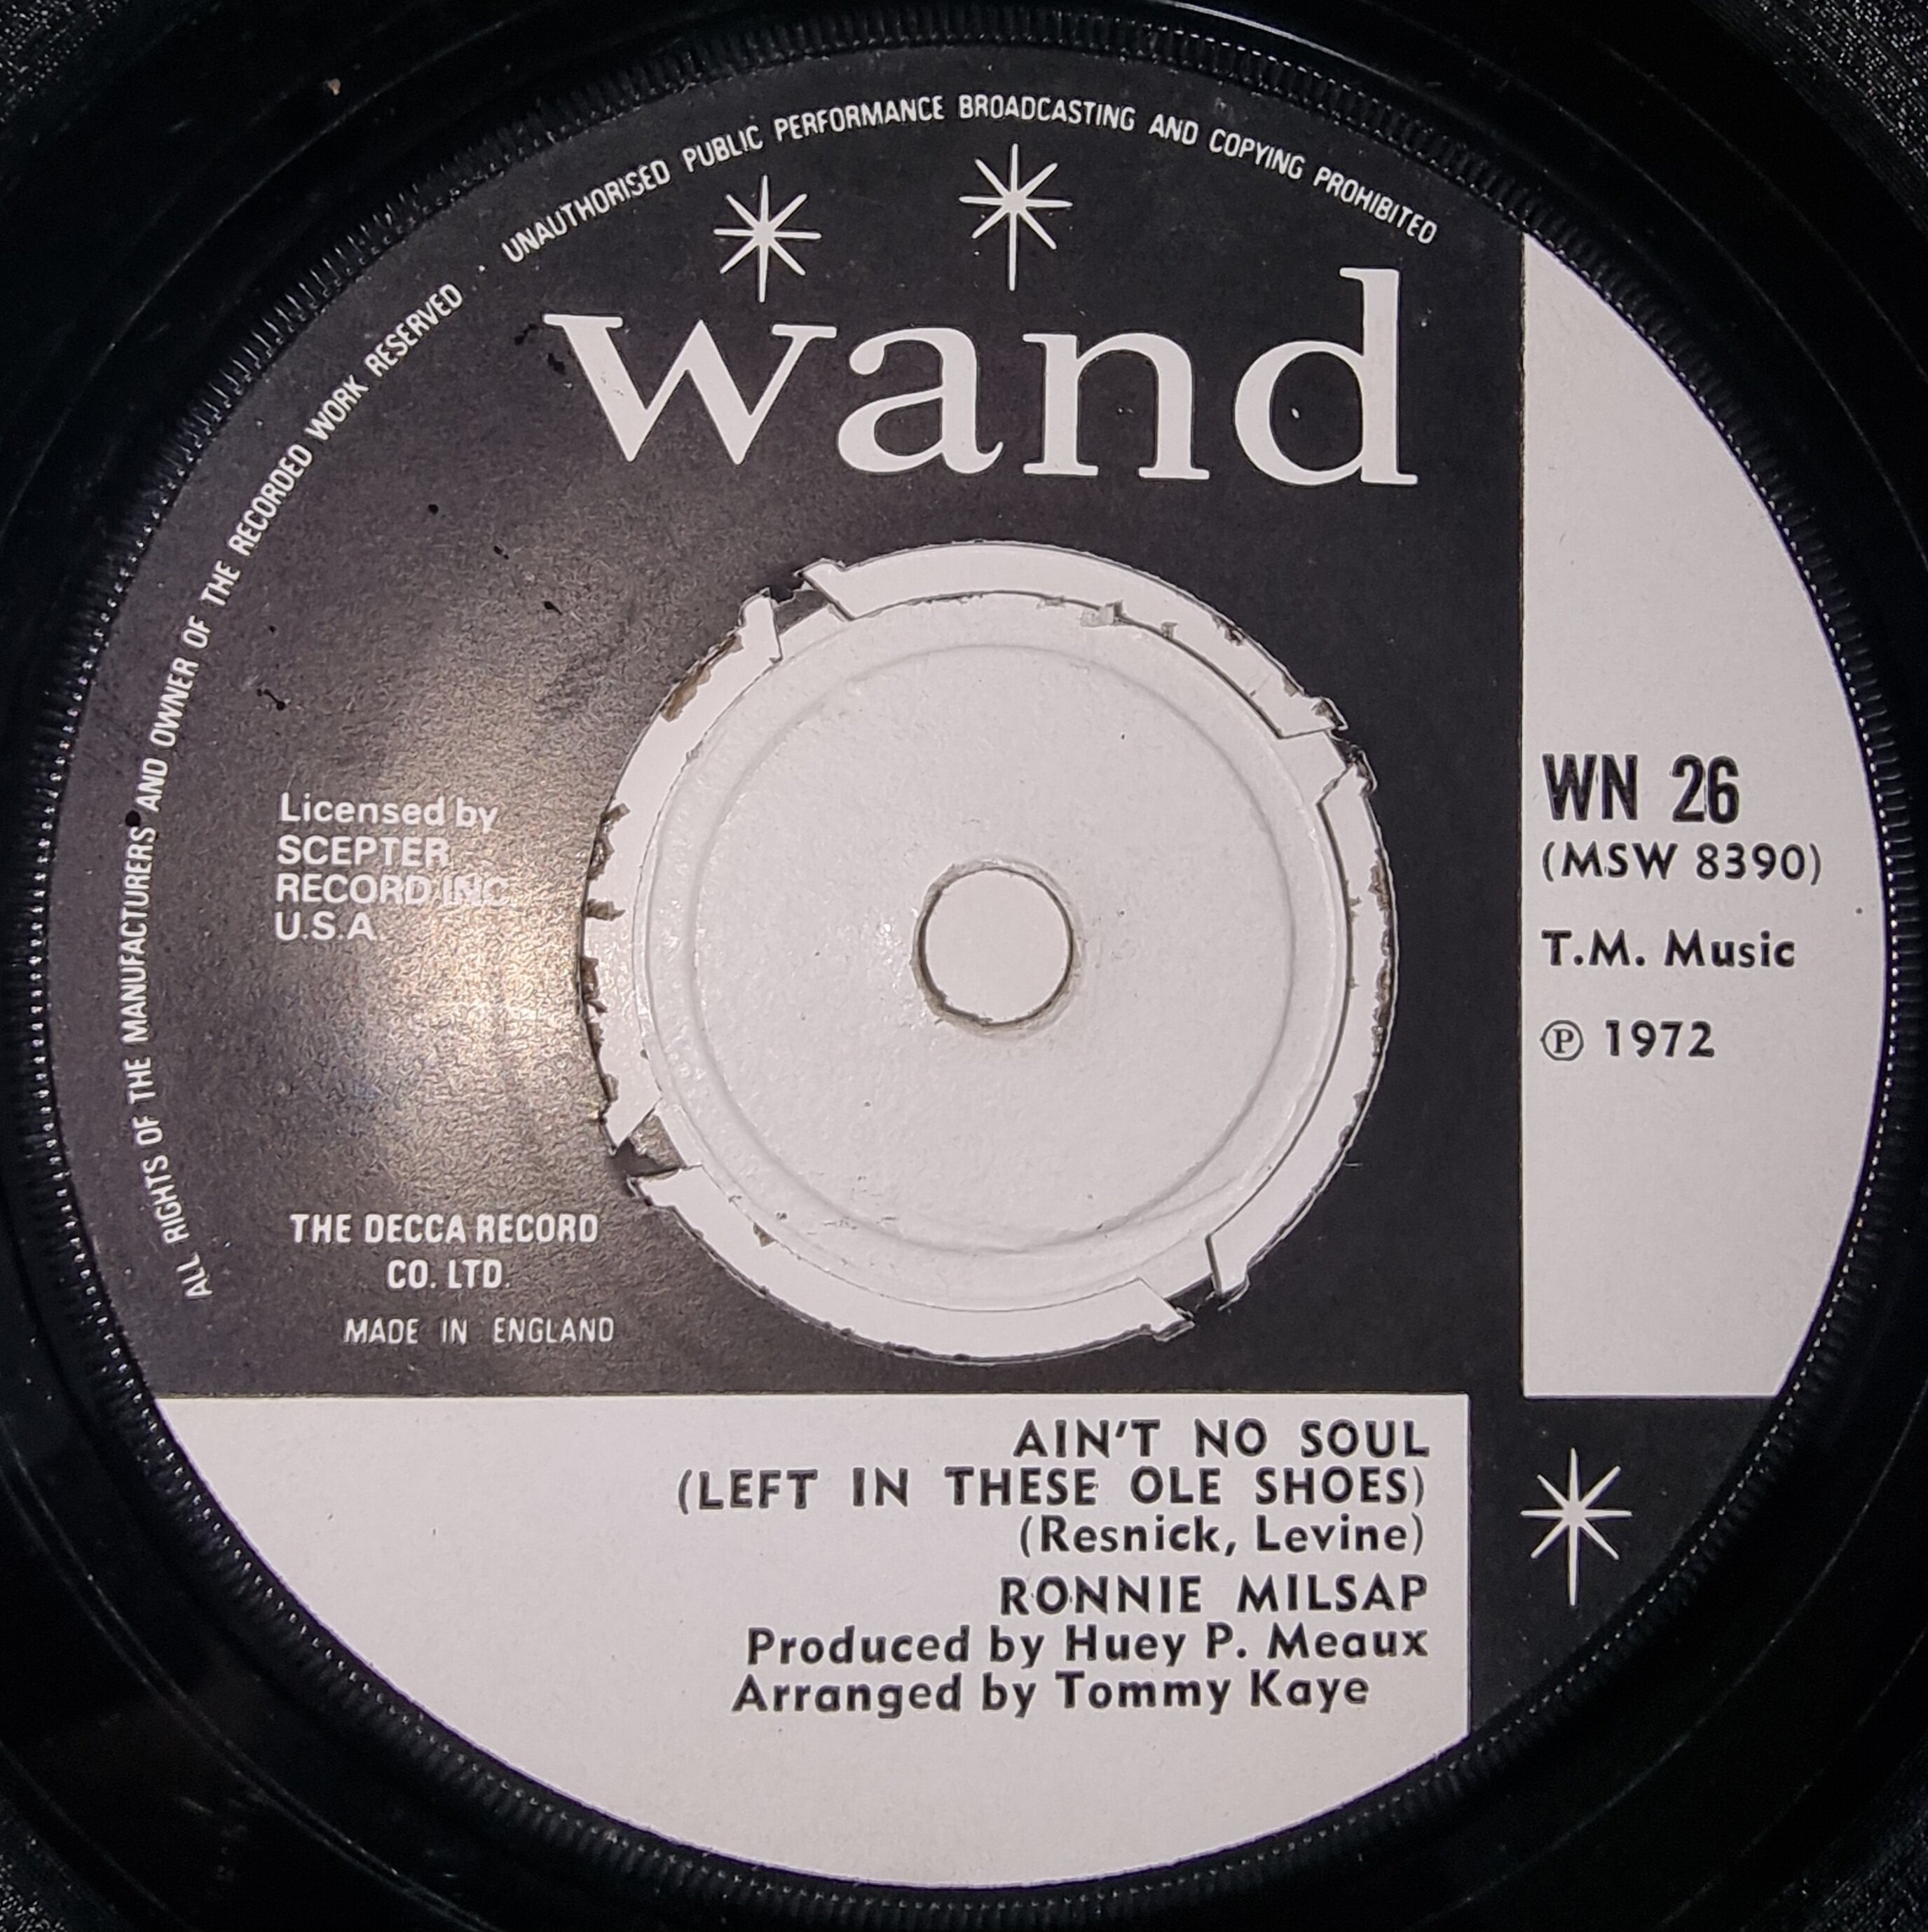 ALL RIGHTS OF THE MANUFACTURERS AND OWNER OF THE RECORDED WORK RESERVED · UNAUTHORISED PUBLIC PERFORMANCE BROADCASTING AND COPYING PROHIBITED
wand
WN 26
(MSW 8390)
T.M. Music
℗ 1972
Licensed by
SCEPTER
RECORD INC.
U.S.A.
THE DECCA RECORD
CO. LTD.
MADE IN ENGLAND
AIN'T NO SOUL
(LEFT IN THESE OLE SHOES)
(Resnick, Levine)
RONNIE MILSAP
Produced by Huey P. Meaux
Arranged by Tommy Kaye